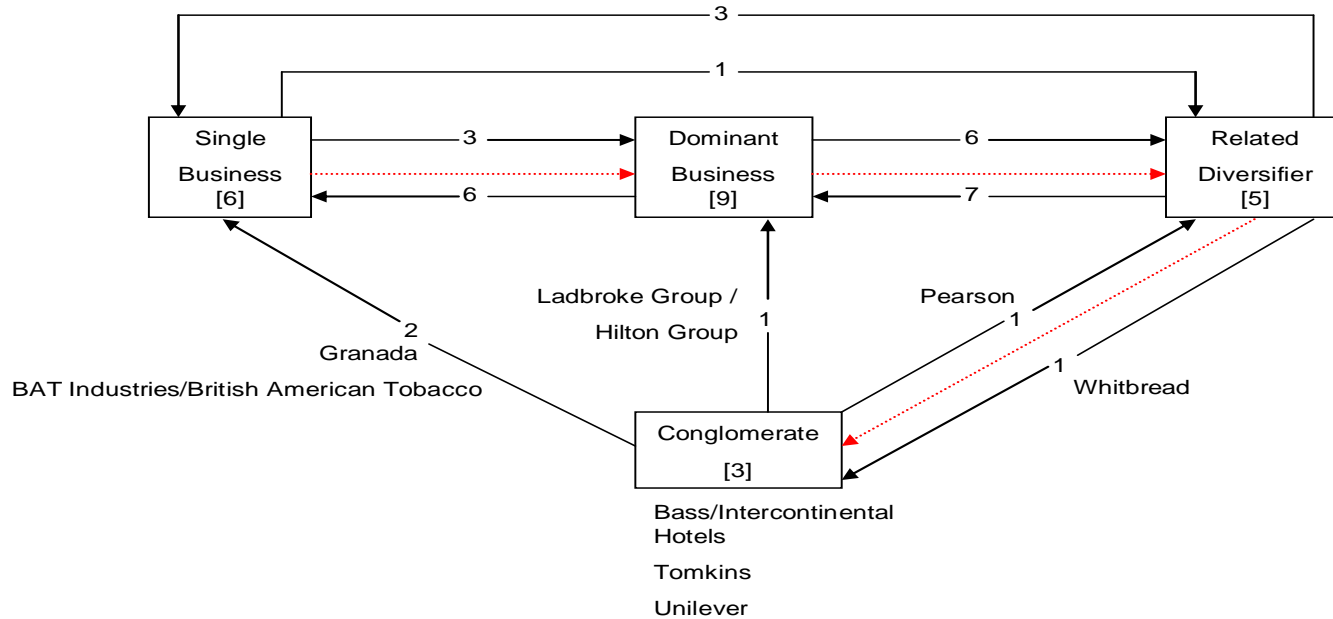 3
1
Single
Business
[6]
3
6
Dominant
Business
[9]
6
7
Related
Diversifier
[5]
Ladbroke Group /
Hilton Group
1
Pearson
1
1
Whitbread
2
Granada
BAT Industries/British American Tobacco
Conglomerate
[3]
Bass/Intercontinental
Hotels
Tomkins
Unilever